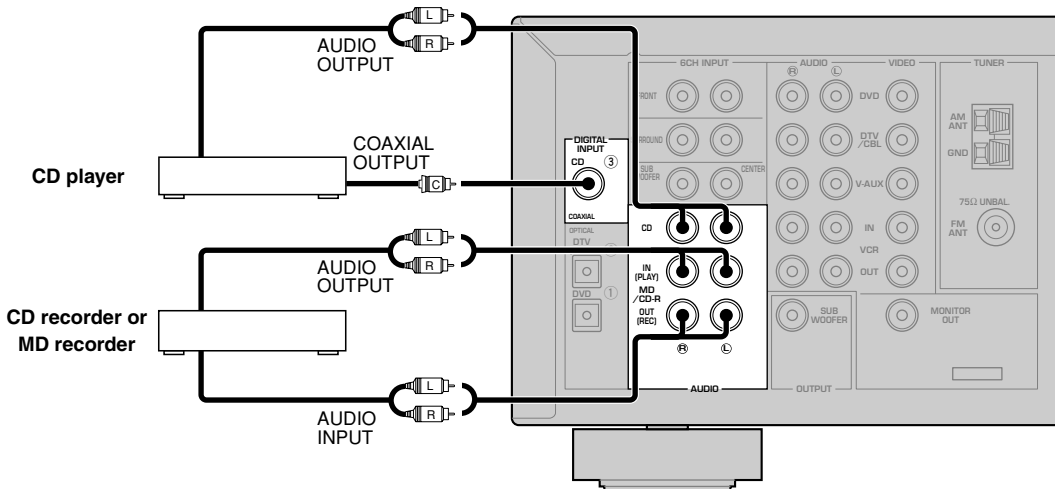 L
R
AUDIO
OUTPUT
COAXIAL
OUTPUT
C
CD player
L
R
AUDIO
OUTPUT
CD recorder or
MD recorder
L
R
AUDIO
INPUT
6CH INPUT
FRONT
SUB
CENTER
DIGITAL
INPUT
CD
③
COAXIAL
OPTICAL
DTV
DVD
①
CD
IN
(PLAY)
MD
/CD-R
OUT
(REC)
Ⓡ
Ⓛ
AUDIO
AUDIO
Ⓡ
Ⓛ
VIDEO
DVD
DTV
/CBL
V-AUX
IN
VCR
OUT
SUB
WOOFER
OUTPUT
MONITOR
OUT
TUNER
AM
ANT
GND
75Ω UNBAL.
FM
ANT